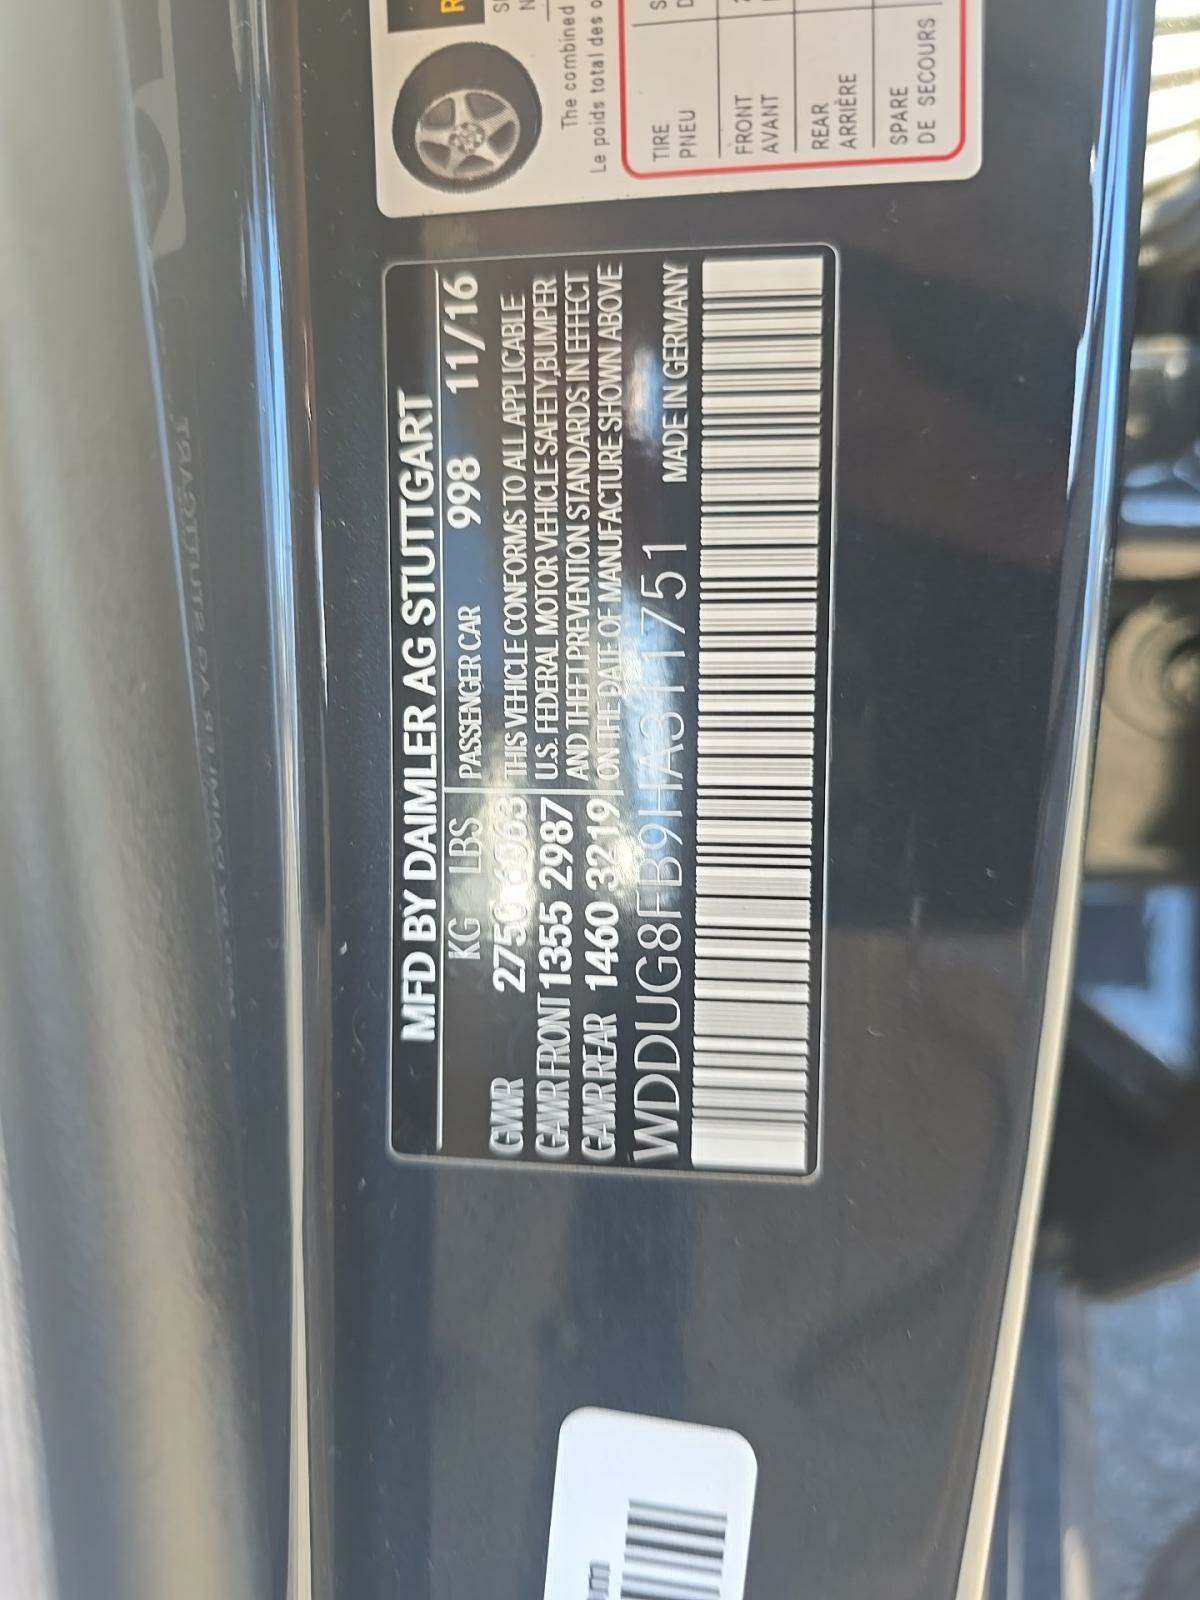 MFD BY DAIMLER AG STUTTGART
KG LBS PASSENGER CAR 998 11/16
GVWR 2750 6063 THIS VEHICLE CONFORMS TO ALL APPLICABLE
GAWR FRONT 1355 2987 U.S. FEDERAL MOTOR VEHICLE SAFETY, BUMPER
GAWR REAR 1460 3219 AND THEFT PREVENTION STANDARDS IN EFFECT
ON THE DATE OF MANUFACTURE SHOWN ABOVE
WDDUG8FB9HA311751 MADE IN GERMANY
The combined
Le poids total des
TIRE
PNEU
FRONT
AVANT
REAR
ARRIÈRE
SPARE
DE SECOURS